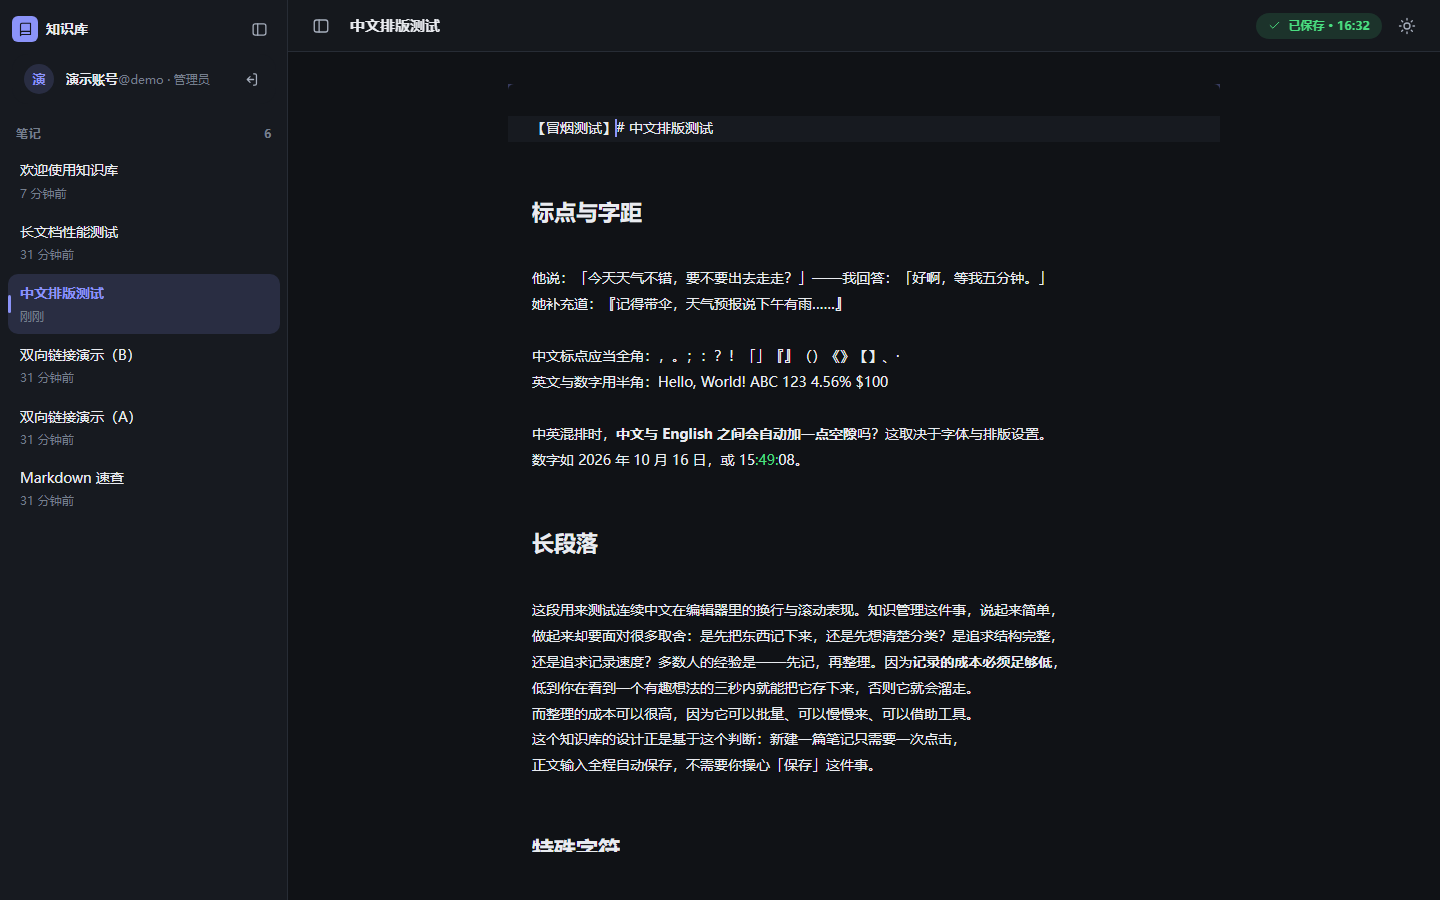 知识库
演
演示账号@demo · 管理员
笔记
6
欢迎使用知识库
7 分钟前
长文档性能测试
31 分钟前
中文排版测试
刚刚
双向链接演示（B）
31 分钟前
双向链接演示（A）
31 分钟前
Markdown 速查
31 分钟前
中文排版测试
已保存 • 16:32
【冒烟测试】# 中文排版测试
标点与字距
他说：「今天天气不错，要不要出去走走？」——我回答：「好啊，等我五分钟。」
她补充道：『记得带伞，天气预报说下午有雨……』
中文标点应当全角：，。；：？！「」『』（）《》【】、·
英文与数字用半角：Hello, World! ABC 123 4.56% $100
中英混排时，中文与 English 之间会自动加一点空隙吗？这取决于字体与排版设置。
数字如 2026 年 10 月 16 日，或 15:49:08。
长段落
这段用来测试连续中文在编辑器里的换行与滚动表现。知识管理这件事，说起来简单，
做起来却要面对很多取舍：是先把东西记下来，还是先想清楚分类？是追求结构完整，
还是追求记录速度？多数人的经验是——先记，再整理。因为记录的成本必须足够低，
低到你在看到一个有趣想法的三秒内就能把它存下来，否则它就会溜走。
而整理的成本可以很高，因为它可以批量、可以慢慢来、可以借助工具。
这个知识库的设计正是基于这个判断：新建一篇笔记只需要一次点击，
正文输入全程自动保存，不需要你操心「保存」这件事。
特殊字符